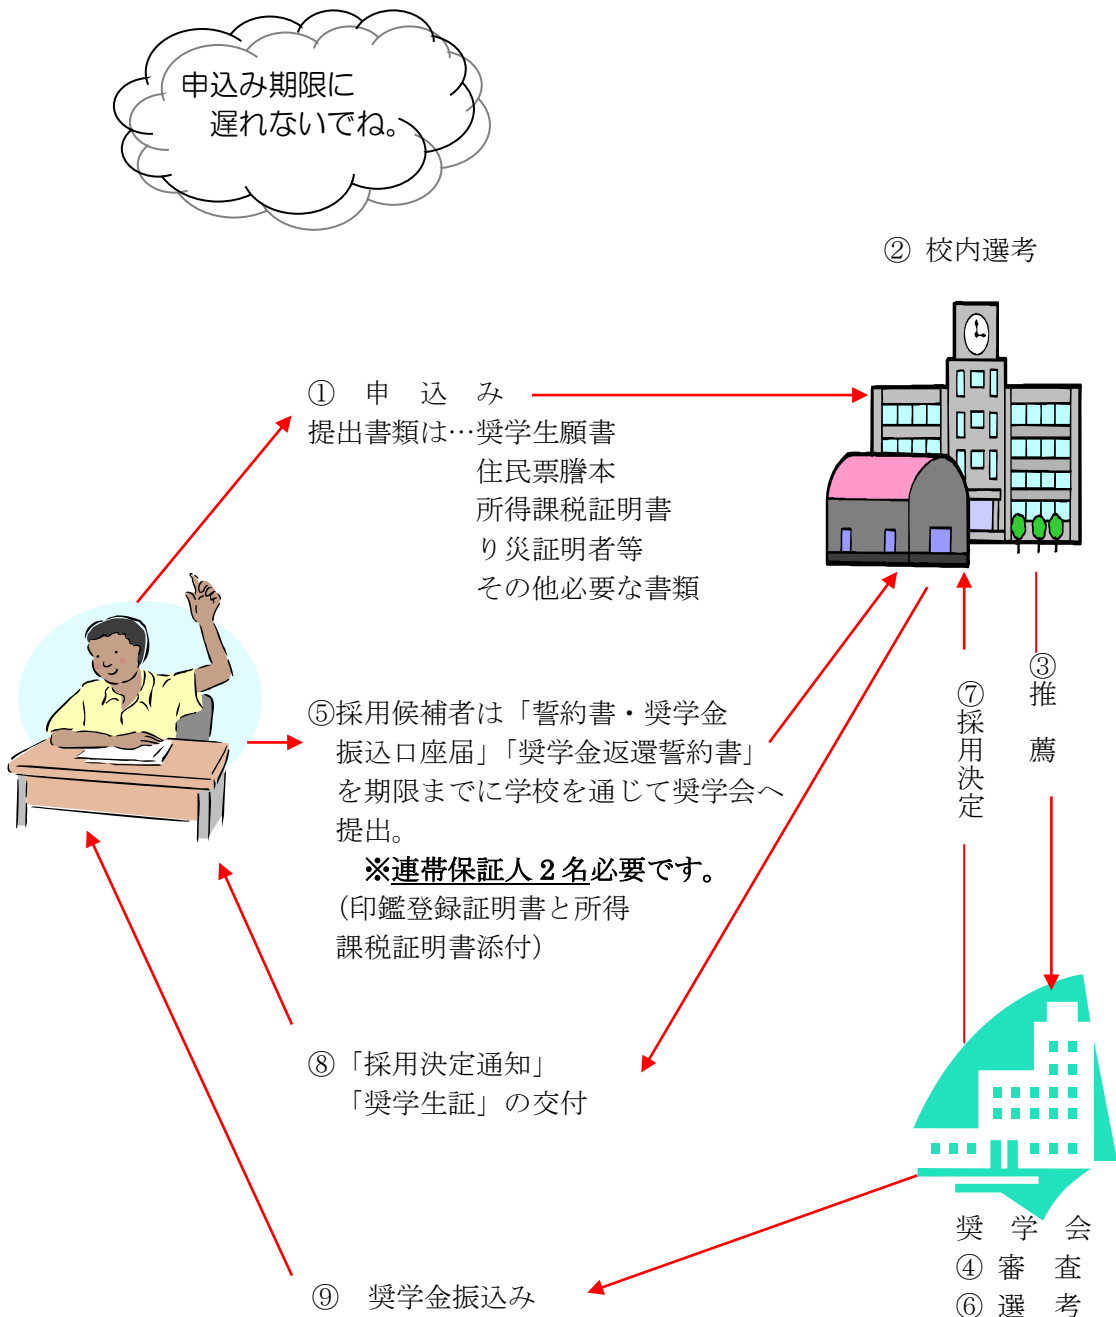 申込み期限に
遅れないでね。
② 校内選考
① 申 込 み
提出書類は…奨学生願書
住民票謄本
所得課税証明書
り災証明者等
その他必要な書類
③推 薦
⑦採用決定
⑤採用候補者は「誓約書・奨学金
振込口座届」「奨学金返還誓約書」
を期限までに学校を通じて奨学会へ
提出。
※連帯保証人２名必要です。
（印鑑登録証明書と所得
課税証明書添付）
⑧「採用決定通知」
「奨学生証」の交付
奨 学 会
④ 審 査
⑥ 選 考
⑨ 奨学金振込み